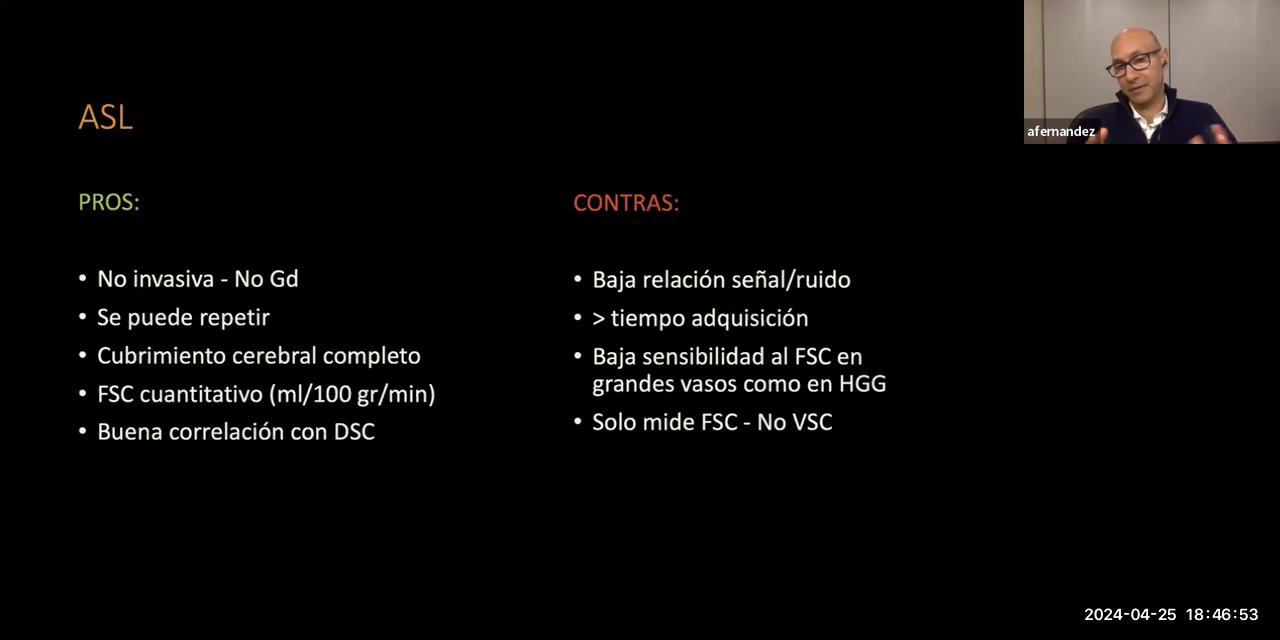 ASL
PROS:
• No invasiva - No Gd
• Se puede repetir
• Cubrimiento cerebral completo
• FSC cuantitativo (ml/100 gr/min)
• Buena correlación con DSC
CONTRAS:
• Baja relación señal/ruido
• > tiempo adquisición
• Baja sensibilidad al FSC en
grandes vasos como en HGG
• Solo mide FSC - No VSC
afernandez
2024-04-25 18:46:53